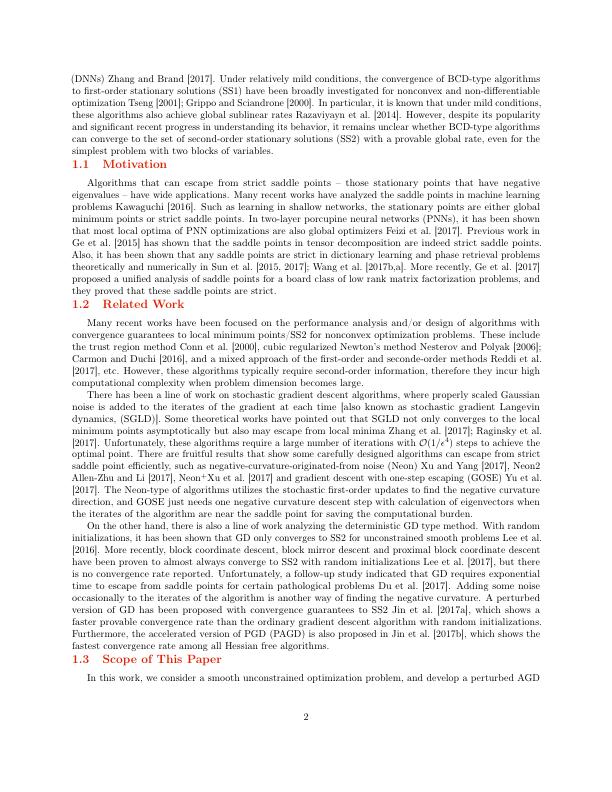 (DNNs) Zhang and Brand [2017]. Under relatively mild conditions, the convergence of BCD-type algorithms
to first-order stationary solutions (SS1) have been broadly investigated for nonconvex and non-differentiable
optimization Tseng [2001]; Grippo and Sciandrone [2000]. In particular, it is known that under mild conditions,
these algorithms also achieve global sublinear rates Razaviyayn et al. [2014]. However, despite its popularity
and significant recent progress in understanding its behavior, it remains unclear whether BCD-type algorithms
can converge to the set of second-order stationary solutions (SS2) with a provable global rate, even for the
simplest problem with two blocks of variables.
1.1 Motivation
Algorithms that can escape from strict saddle points – those stationary points that have negative
eigenvalues – have wide applications. Many recent works have analyzed the saddle points in machine learning
problems Kawaguchi [2016]. Such as learning in shallow networks, the stationary points are either global
minimum points or strict saddle points. In two-layer porcupine neural networks (PNNs), it has been shown
that most local optima of PNN optimizations are also global optimizers Feizi et al. [2017]. Previous work in
Ge et al. [2015] has shown that the saddle points in tensor decomposition are indeed strict saddle points.
Also, it has been shown that any saddle points are strict in dictionary learning and phase retrieval problems
theoretically and numerically in Sun et al. [2015, 2017]; Wang et al. [2017b,a]. More recently, Ge et al. [2017]
proposed a unified analysis of saddle points for a board class of low rank matrix factorization problems, and
they proved that these saddle points are strict.
1.2 Related Work
Many recent works have been focused on the performance analysis and/or design of algorithms with
convergence guarantees to local minimum points/SS2 for nonconvex optimization problems. These include
the trust region method Conn et al. [2000], cubic regularized Newton's method Nesterov and Polyak [2006];
Carmon and Duchi [2016], and a mixed approach of the first-order and seconde-order methods Reddi et al.
[2017], etc. However, these algorithms typically require second-order information, therefore they incur high
computational complexity when problem dimension becomes large.
There has been a line of work on stochastic gradient descent algorithms, where properly scaled Gaussian
noise is added to the iterates of the gradient at each time [also known as stochastic gradient Langevin
dynamics, (SGLD)]. Some theoretical works have pointed out that SGLD not only converges to the local
minimum points asymptotically but also may escape from local minima Zhang et al. [2017]; Raginsky et al.
[2017]. Unfortunately, these algorithms require a large number of iterations with 𝒪(1/ϵ⁴) steps to achieve the
optimal point. There are fruitful results that show some carefully designed algorithms can escape from strict
saddle point efficiently, such as negative-curvature-originated-from noise (Neon) Xu and Yang [2017], Neon2
Allen-Zhu and Li [2017], Neon⁺Xu et al. [2017] and gradient descent with one-step escaping (GOSE) Yu et al.
[2017]. The Neon-type of algorithms utilizes the stochastic first-order updates to find the negative curvature
direction, and GOSE just needs one negative curvature descent step with calculation of eigenvectors when
the iterates of the algorithm are near the saddle point for saving the computational burden.
On the other hand, there is also a line of work analyzing the deterministic GD type method. With random
initializations, it has been shown that GD only converges to SS2 for unconstrained smooth problems Lee et al.
[2016]. More recently, block coordinate descent, block mirror descent and proximal block coordinate descent
have been proven to almost always converge to SS2 with random initializations Lee et al. [2017], but there
is no convergence rate reported. Unfortunately, a follow-up study indicated that GD requires exponential
time to escape from saddle points for certain pathological problems Du et al. [2017]. Adding some noise
occasionally to the iterates of the algorithm is another way of finding the negative curvature. A perturbed
version of GD has been proposed with convergence guarantees to SS2 Jin et al. [2017a], which shows a
faster provable convergence rate than the ordinary gradient descent algorithm with random initializations.
Furthermore, the accelerated version of PGD (PAGD) is also proposed in Jin et al. [2017b], which shows the
fastest convergence rate among all Hessian free algorithms.
1.3 Scope of This Paper
In this work, we consider a smooth unconstrained optimization problem, and develop a perturbed AGD
2